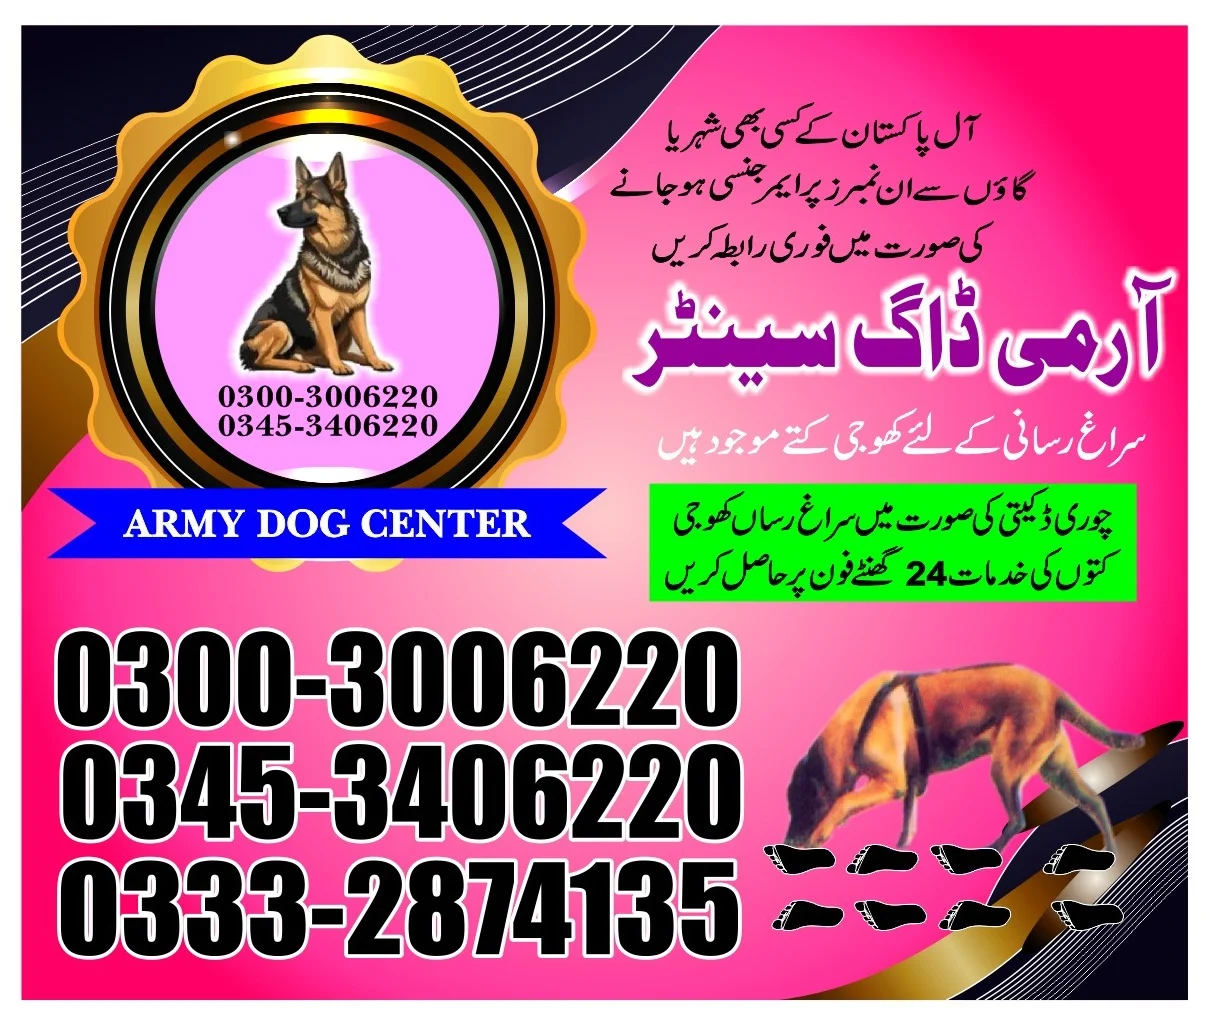 آل پاکستان کے کسی بھی شہر یا
گاؤں سے ان نمبرز پر ایمرجنسی ہو جانے
کی صورت میں فوری رابطہ کریں
آرمی ڈاگ سینٹر
سراغ رسانی کے لئے کھوجی کتے موجود ہیں
چوری ڈکیتی کی صورت میں سراغ رساں کھوجی
کتوں کی خدمات 24 گھنٹے فون پر حاصل کریں
0300-3006220
0345-3406220
ARMY DOG CENTER
0300-3006220
0345-3406220
0333-2874135